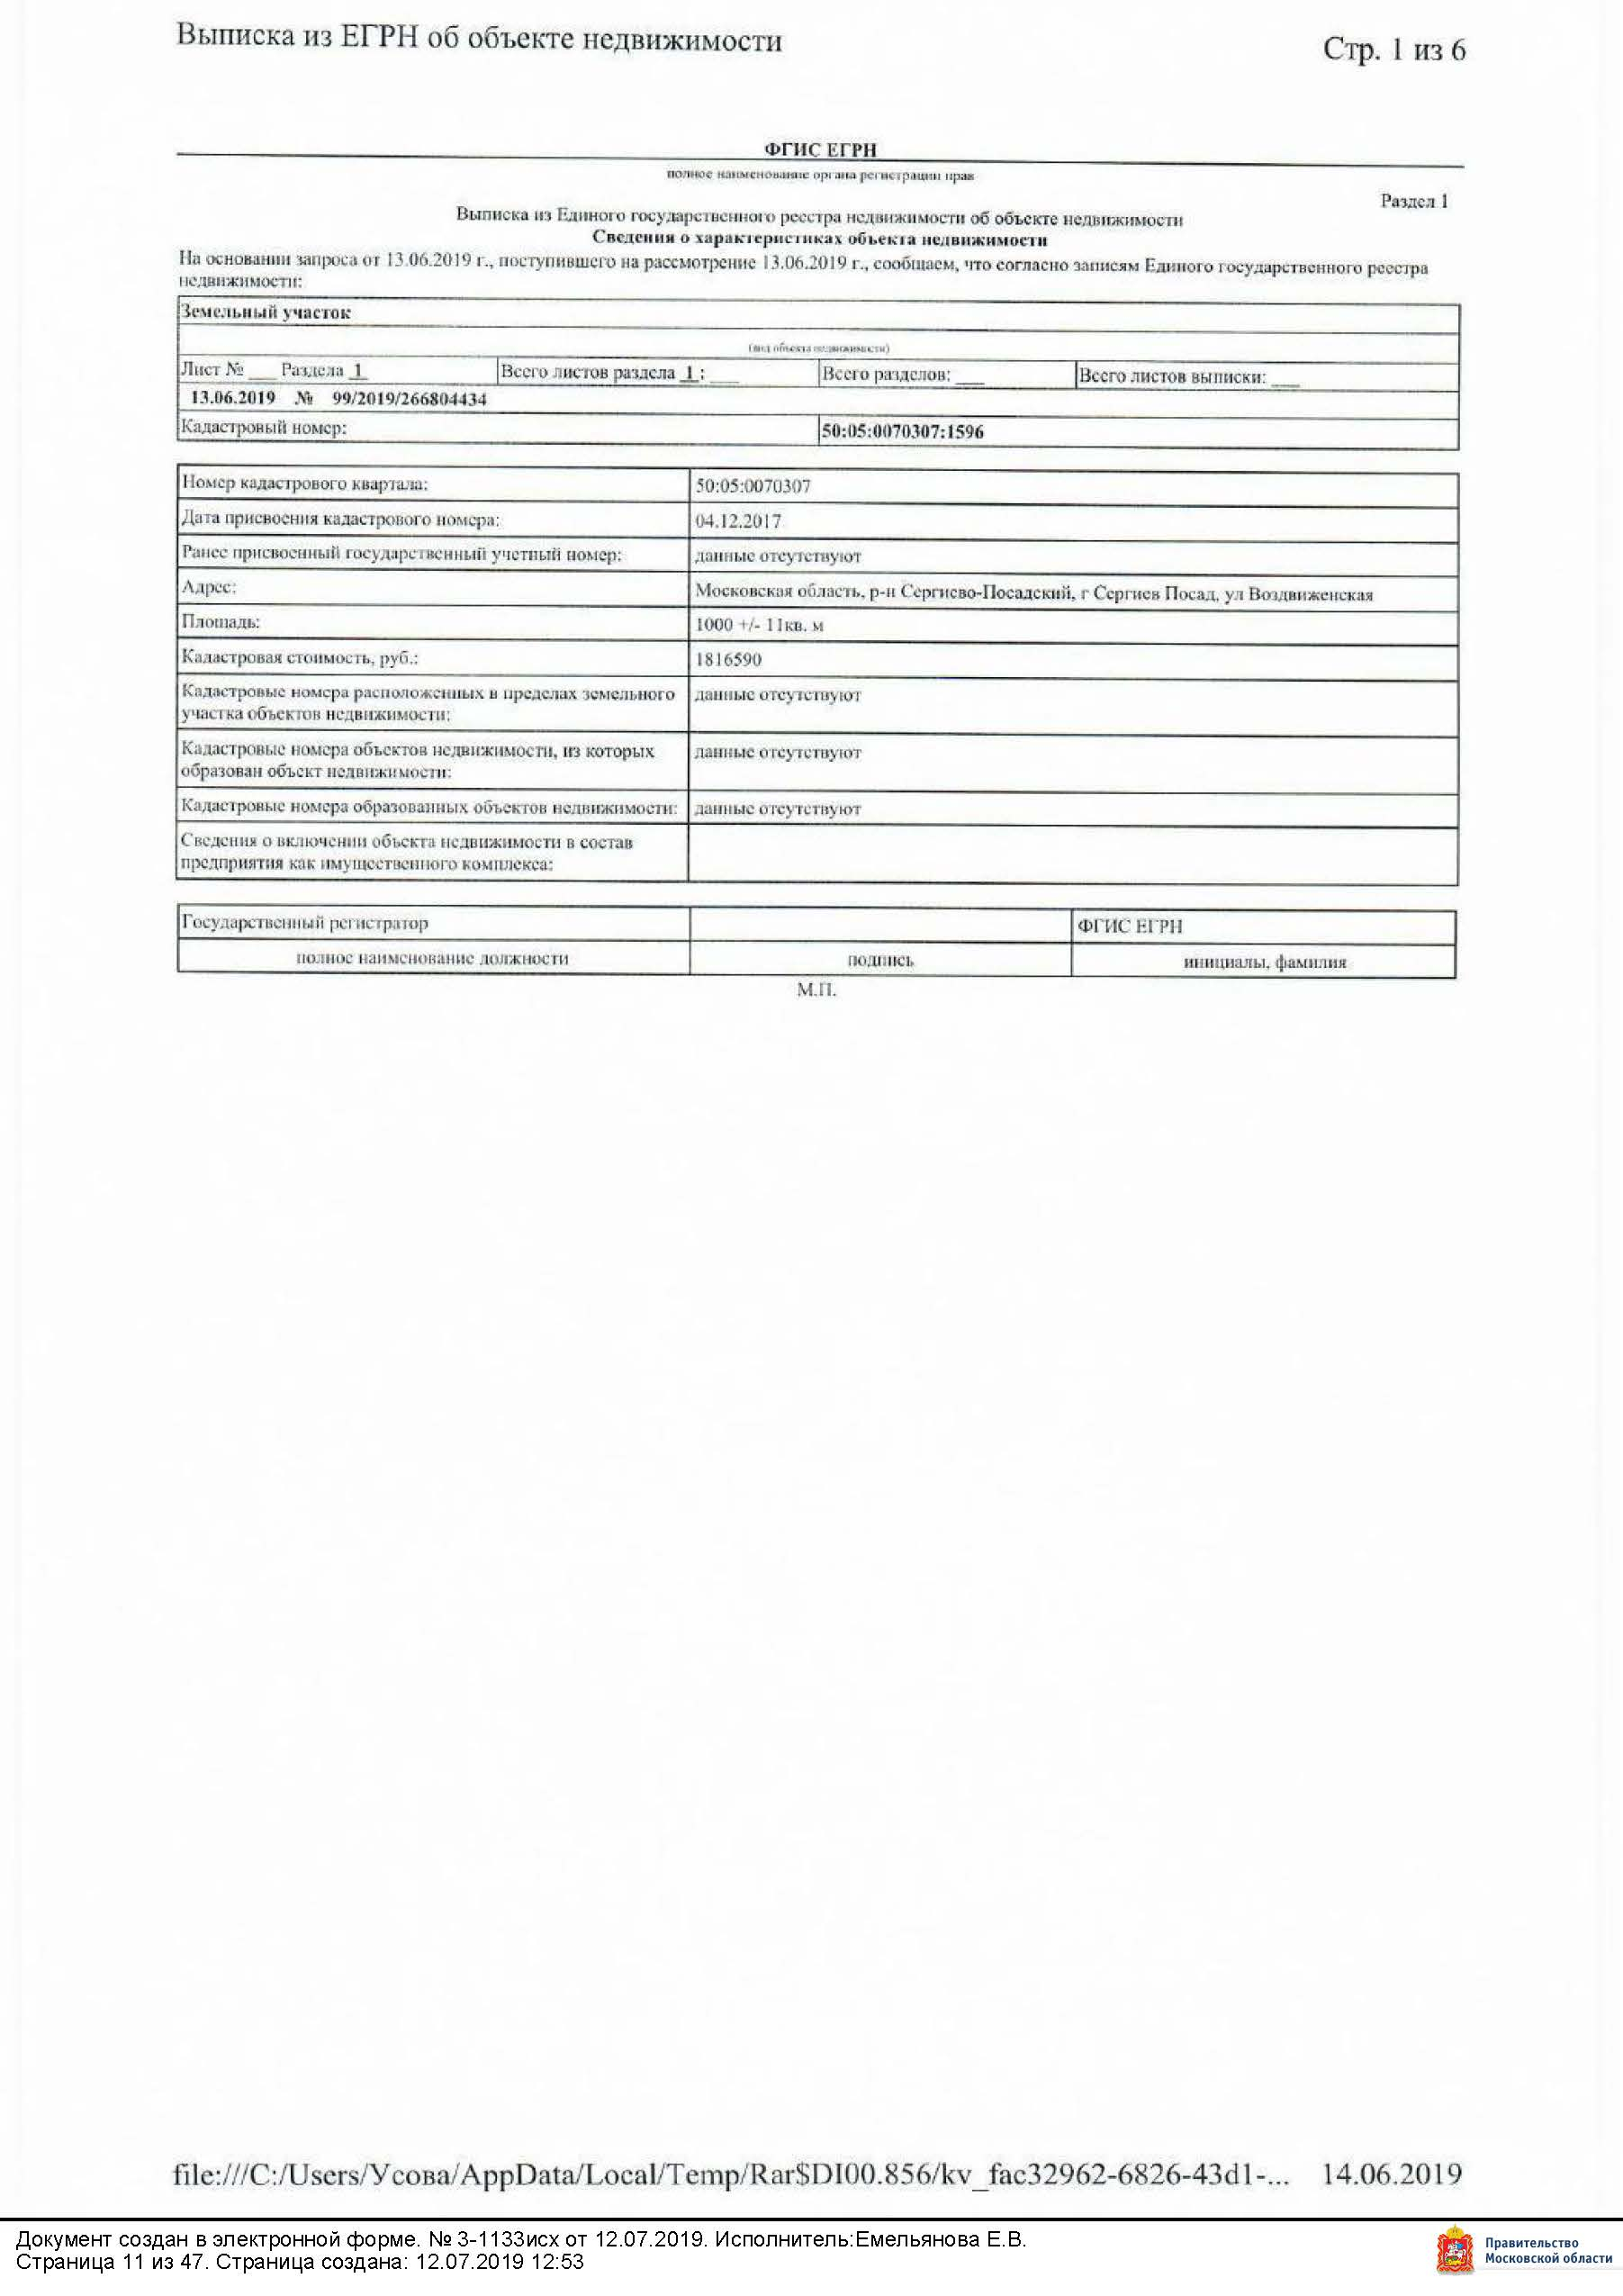 Выписка из ЕГРН об объекте недвижимости
Стр. 1 из 6
ФГИС ЕГРН
полное наименование органа регистрации прав
Раздел 1
Выписка из Единого государственного реестра недвижимости об объекте недвижимости
Сведения о характеристиках объекта недвижимости
На основании запроса от 13.06.2019 г., поступившего на рассмотрение 13.06.2019 г., сообщаем, что согласно записям Единого государственного реестра
недвижимости:
Земельный участок
(вид объекта недвижимости)
Лист № ___ Раздела 1 Всего листов раздела 1 : ___ Всего разделов: ___ Всего листов выписки: ___
13.06.2019 № 99/2019/266804434
Кадастровый номер: 50:05:0070307:1596
Номер кадастрового квартала: 50:05:0070307
Дата присвоения кадастрового номера: 04.12.2017
Ранее присвоенный государственный учетный номер: данные отсутствуют
Адрес: Московская область, р-н Сергиево-Посадский, г Сергиев Посад, ул Воздвиженская
Площадь: 1000 +/- 11кв. м
Кадастровая стоимость, руб.: 1816590
Кадастровые номера расположенных в пределах земельного данные отсутствуют
участка объектов недвижимости:
Кадастровые номера объектов недвижимости, из которых данные отсутствуют
образован объект недвижимости:
Кадастровые номера образованных объектов недвижимости: данные отсутствуют
Сведения о включении объекта недвижимости в состав
предприятия как имущественного комплекса:
Государственный регистратор ФГИС ЕГРН
полное наименование должности подпись инициалы, фамилия
М.П.
file:///C:/Users/Усова/AppData/Local/Temp/Rar$DI00.856/kv_fac32962-6826-43d1-... 14.06.2019
Документ создан в электронной форме. № 3-1133исх от 12.07.2019. Исполнитель:Емельянова Е.В.
Страница 11 из 47. Страница создана: 12.07.2019 12:53
Правительство
Московской области